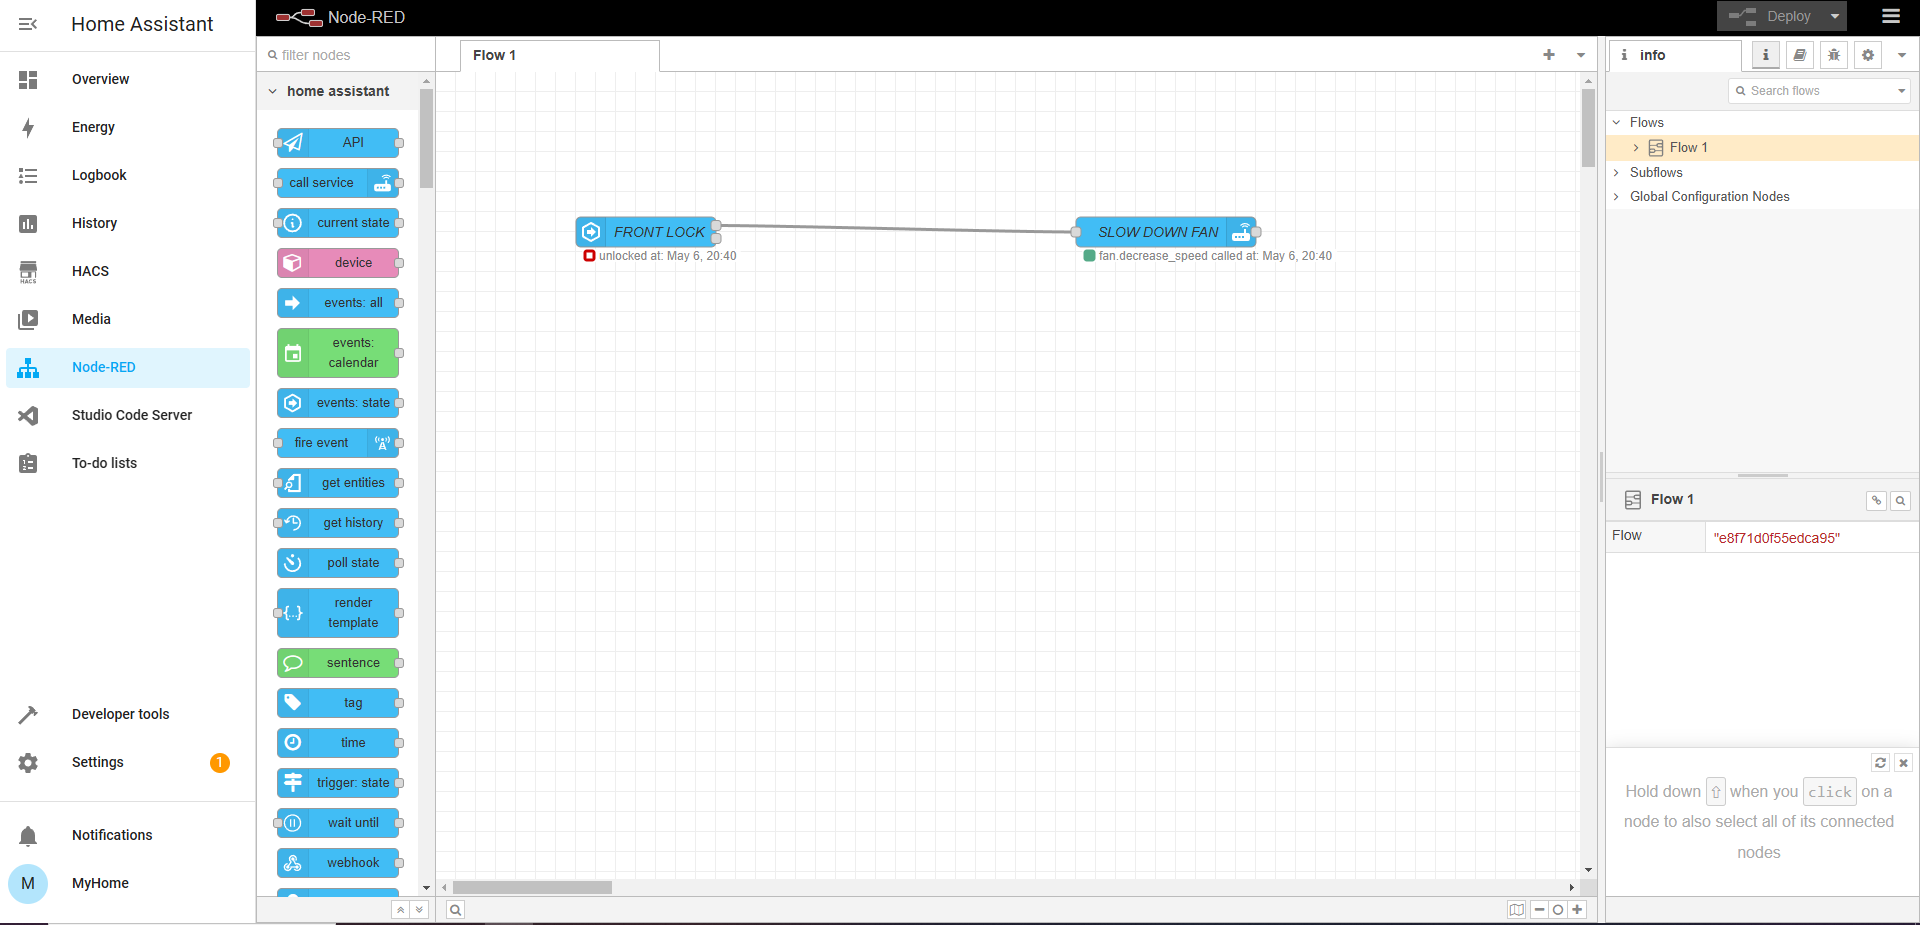 Home Assistant
Overview
Energy
Logbook
History
HACS
HACS
Media
Node-RED
Studio Code Server
To-do lists
Developer tools
Settings
1
Notifications
M
MyHome
Node-RED
Deploy
filter nodes
home assistant
API
call service
current state
device
events: all
events:
calendar
events: state
fire event
get entities
get history
poll state
render
template
sentence
tag
time
trigger: state
wait until
webhook
Flow 1
FRONT LOCK
unlocked at: May 6, 20:40
SLOW DOWN FAN
fan.decrease_speed called at: May 6, 20:40
info
Search flows
Flows
Flow 1
Subflows
Global Configuration Nodes
Flow 1
Flow
"e8f71d0f55edca95"
Hold down ⇧ when you click on a
node to also select all of its connected
nodes